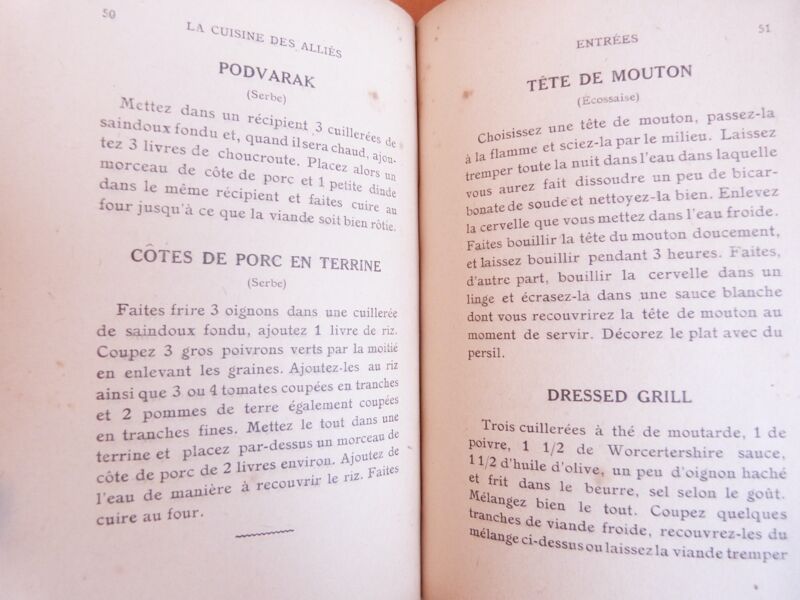 50
LA CUISINE DES ALLIÉS
PODVARAK
(Serbe)
Mettez dans un récipient 3 cuillerées de
saindoux fondu et, quand il sera chaud, ajou-
tez 3 livres de choucroute. Placez alors un
morceau de côte de porc et 1 petite dinde
dans le même récipient et faites cuire au
four jusqu'à ce que la viande soit bien rôtie.
CÔTES DE PORC EN TERRINE
(Serbe)
Faites frire 3 oignons dans une cuillerée
de saindoux fondu, ajoutez 1 livre de riz.
Coupez 3 gros poivrons verts par la moitié
en enlevant les graines. Ajoutez-les au riz
ainsi que 3 ou 4 tomates coupées en tranches
et 2 pommes de terre également coupées
en tranches fines. Mettez le tout dans une
terrine et placez par-dessus un morceau de
côte de porc de 2 livres environ. Ajoutez de
l'eau de manière à recouvrir le riz. Faites
cuire au four.
ENTRÉES
51
TÊTE DE MOUTON
(Écossaise)
Choisissez une tête de mouton, passez-la
à la flamme et sciez-la par le milieu. Laissez
tremper toute la nuit dans l'eau dans laquelle
vous aurez fait dissoudre un peu de bicar-
bonate de soude et nettoyez-la bien. Enlevez
la cervelle que vous mettez dans l'eau froide.
Faites bouillir la tête du mouton doucement,
et laissez bouillir pendant 3 heures. Faites,
d'autre part, bouillir la cervelle dans un
linge et écrasez-la dans une sauce blanche
dont vous recouvrirez la tête de mouton au
moment de servir. Décorez le plat avec du
persil.
DRESSED GRILL
Trois cuillerées à thé de moutarde, 1 de
poivre, 1 1/2 de Worcertershire sauce,
1 1/2 d'huile d'olive, un peu d'oignon haché
et frit dans le beurre, sel selon le goût.
Mélangez bien le tout. Coupez quelques
tranches de viande froide, recouvrez-les du
mélange ci-dessus ou laissez la viande tremper